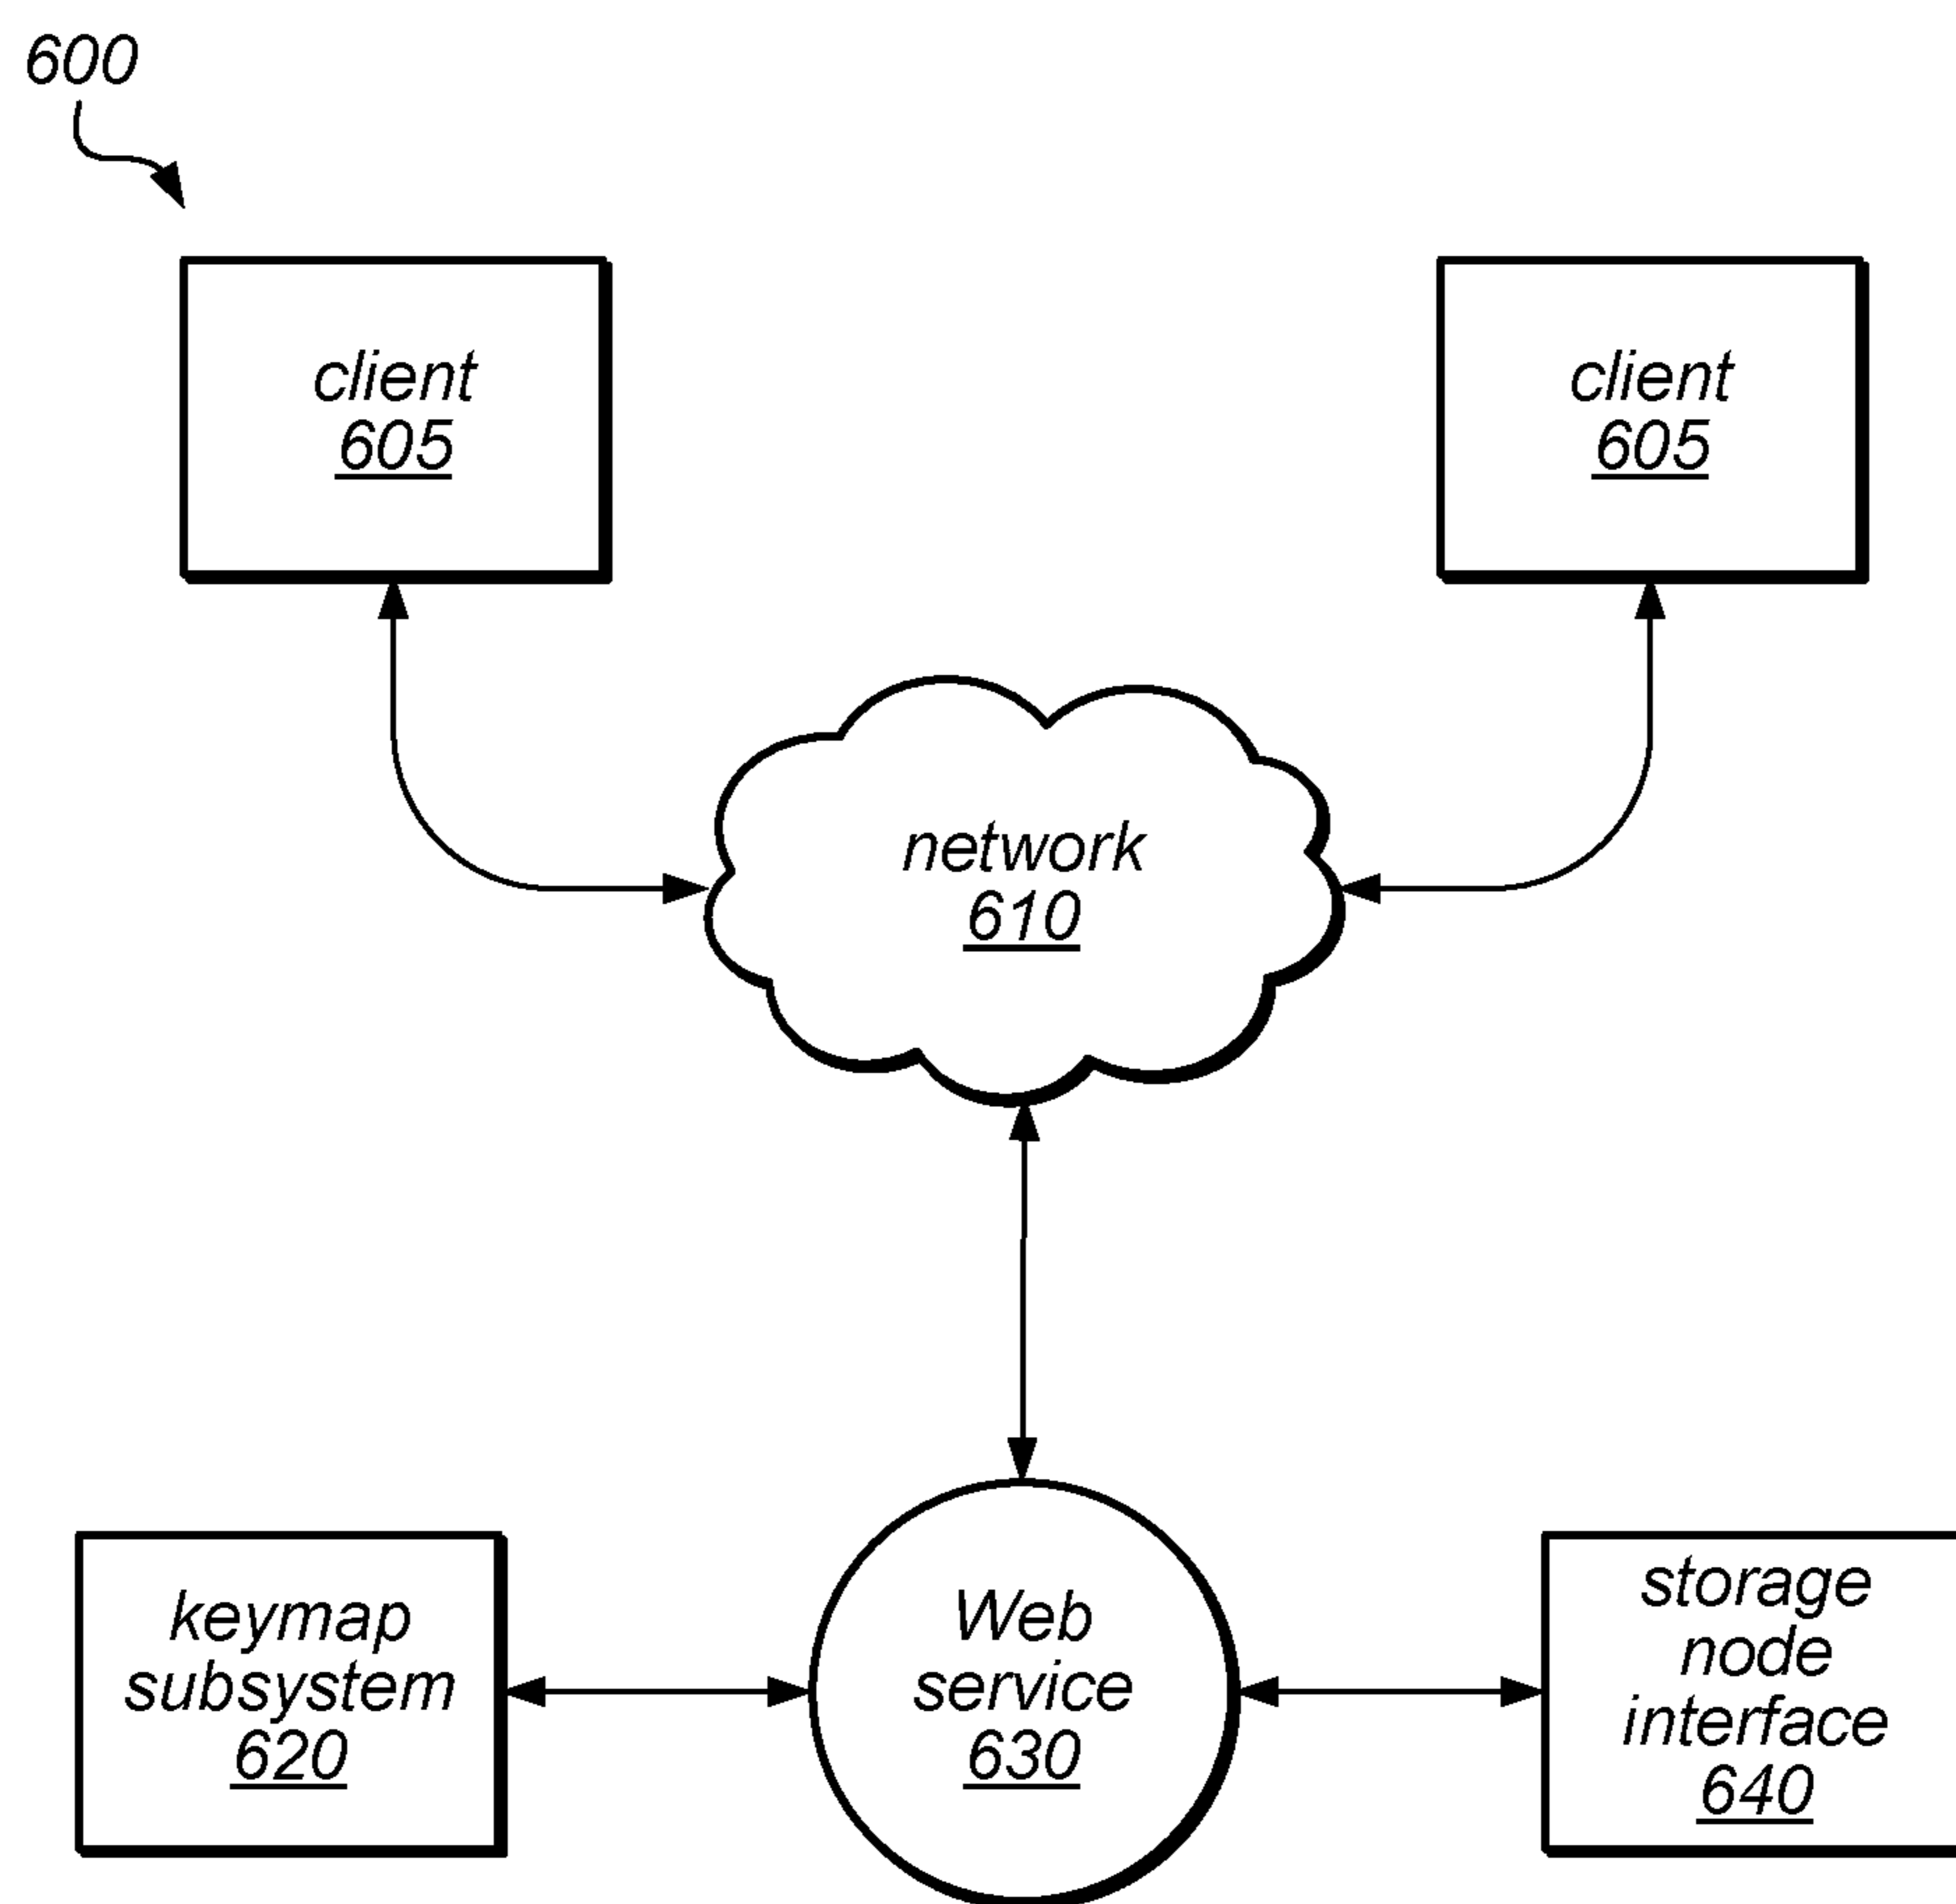 600
client
605
client
605
network
610
keymap
subsystem
620
Web
service
630
storage
node
interface
640